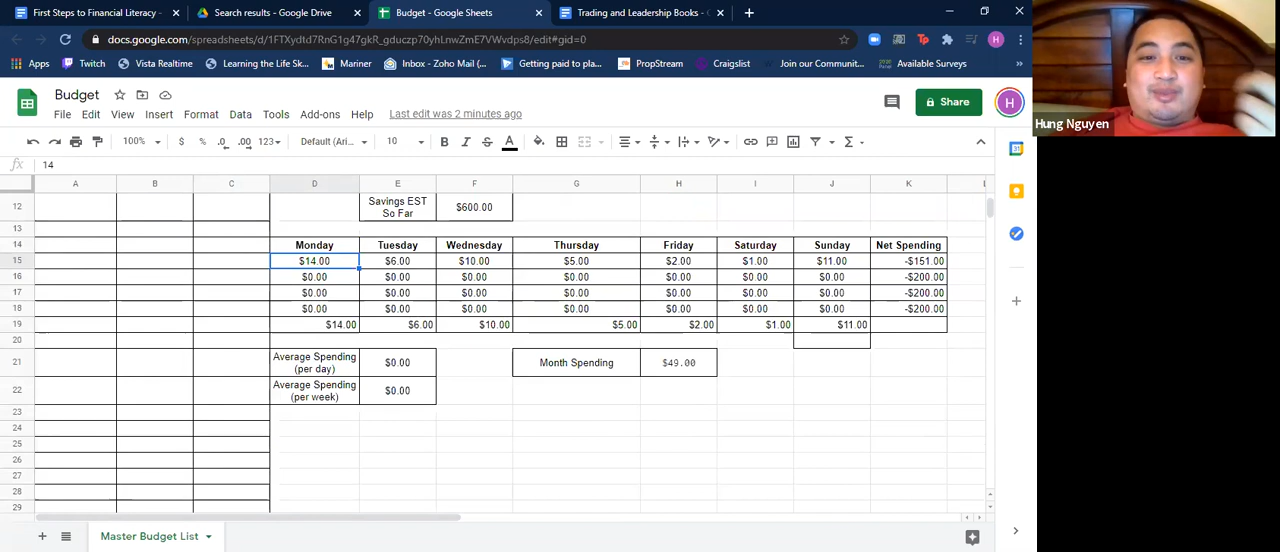 First Steps to Financial Literacy -
Search results - Google Drive
Budget - Google Sheets
Trading and Leadership Books -
docs.google.com/spreadsheets/d/1FTXydtd7RnG1g47gkR_gduczp70yhLnwZmE7VWvdps8/edit#gid=0
Apps Twitch Vista Realtime Learning the Life Sk... Mariner Inbox - Zoho Mail (... Getting paid to pla... PropStream Craigslist Join our Communit... Available Surveys
Hung Nguyen
Budget
File Edit View Insert Format Data Tools Add-ons Help Last edit was 2 minutes ago
Share
H
100% $ % .0 .00 123 Default (Ari... 10 B I S A
fx 14
A B C D E F G H I J K L
12 Savings EST So Far $600.00
13
14 Monday Tuesday Wednesday Thursday Friday Saturday Sunday Net Spending
15 $14.00 $6.00 $10.00 $5.00 $2.00 $1.00 $11.00 -$151.00
16 $0.00 $0.00 $0.00 $0.00 $0.00 $0.00 $0.00 -$200.00
17 $0.00 $0.00 $0.00 $0.00 $0.00 $0.00 $0.00 -$200.00
18 $0.00 $0.00 $0.00 $0.00 $0.00 $0.00 $0.00 -$200.00
19 $14.00 $6.00 $10.00 $5.00 $2.00 $1.00 $11.00
20
21 Average Spending (per day) $0.00 Month Spending $49.00
22 Average Spending (per week) $0.00
23
24
25
26
27
28
29
Master Budget List